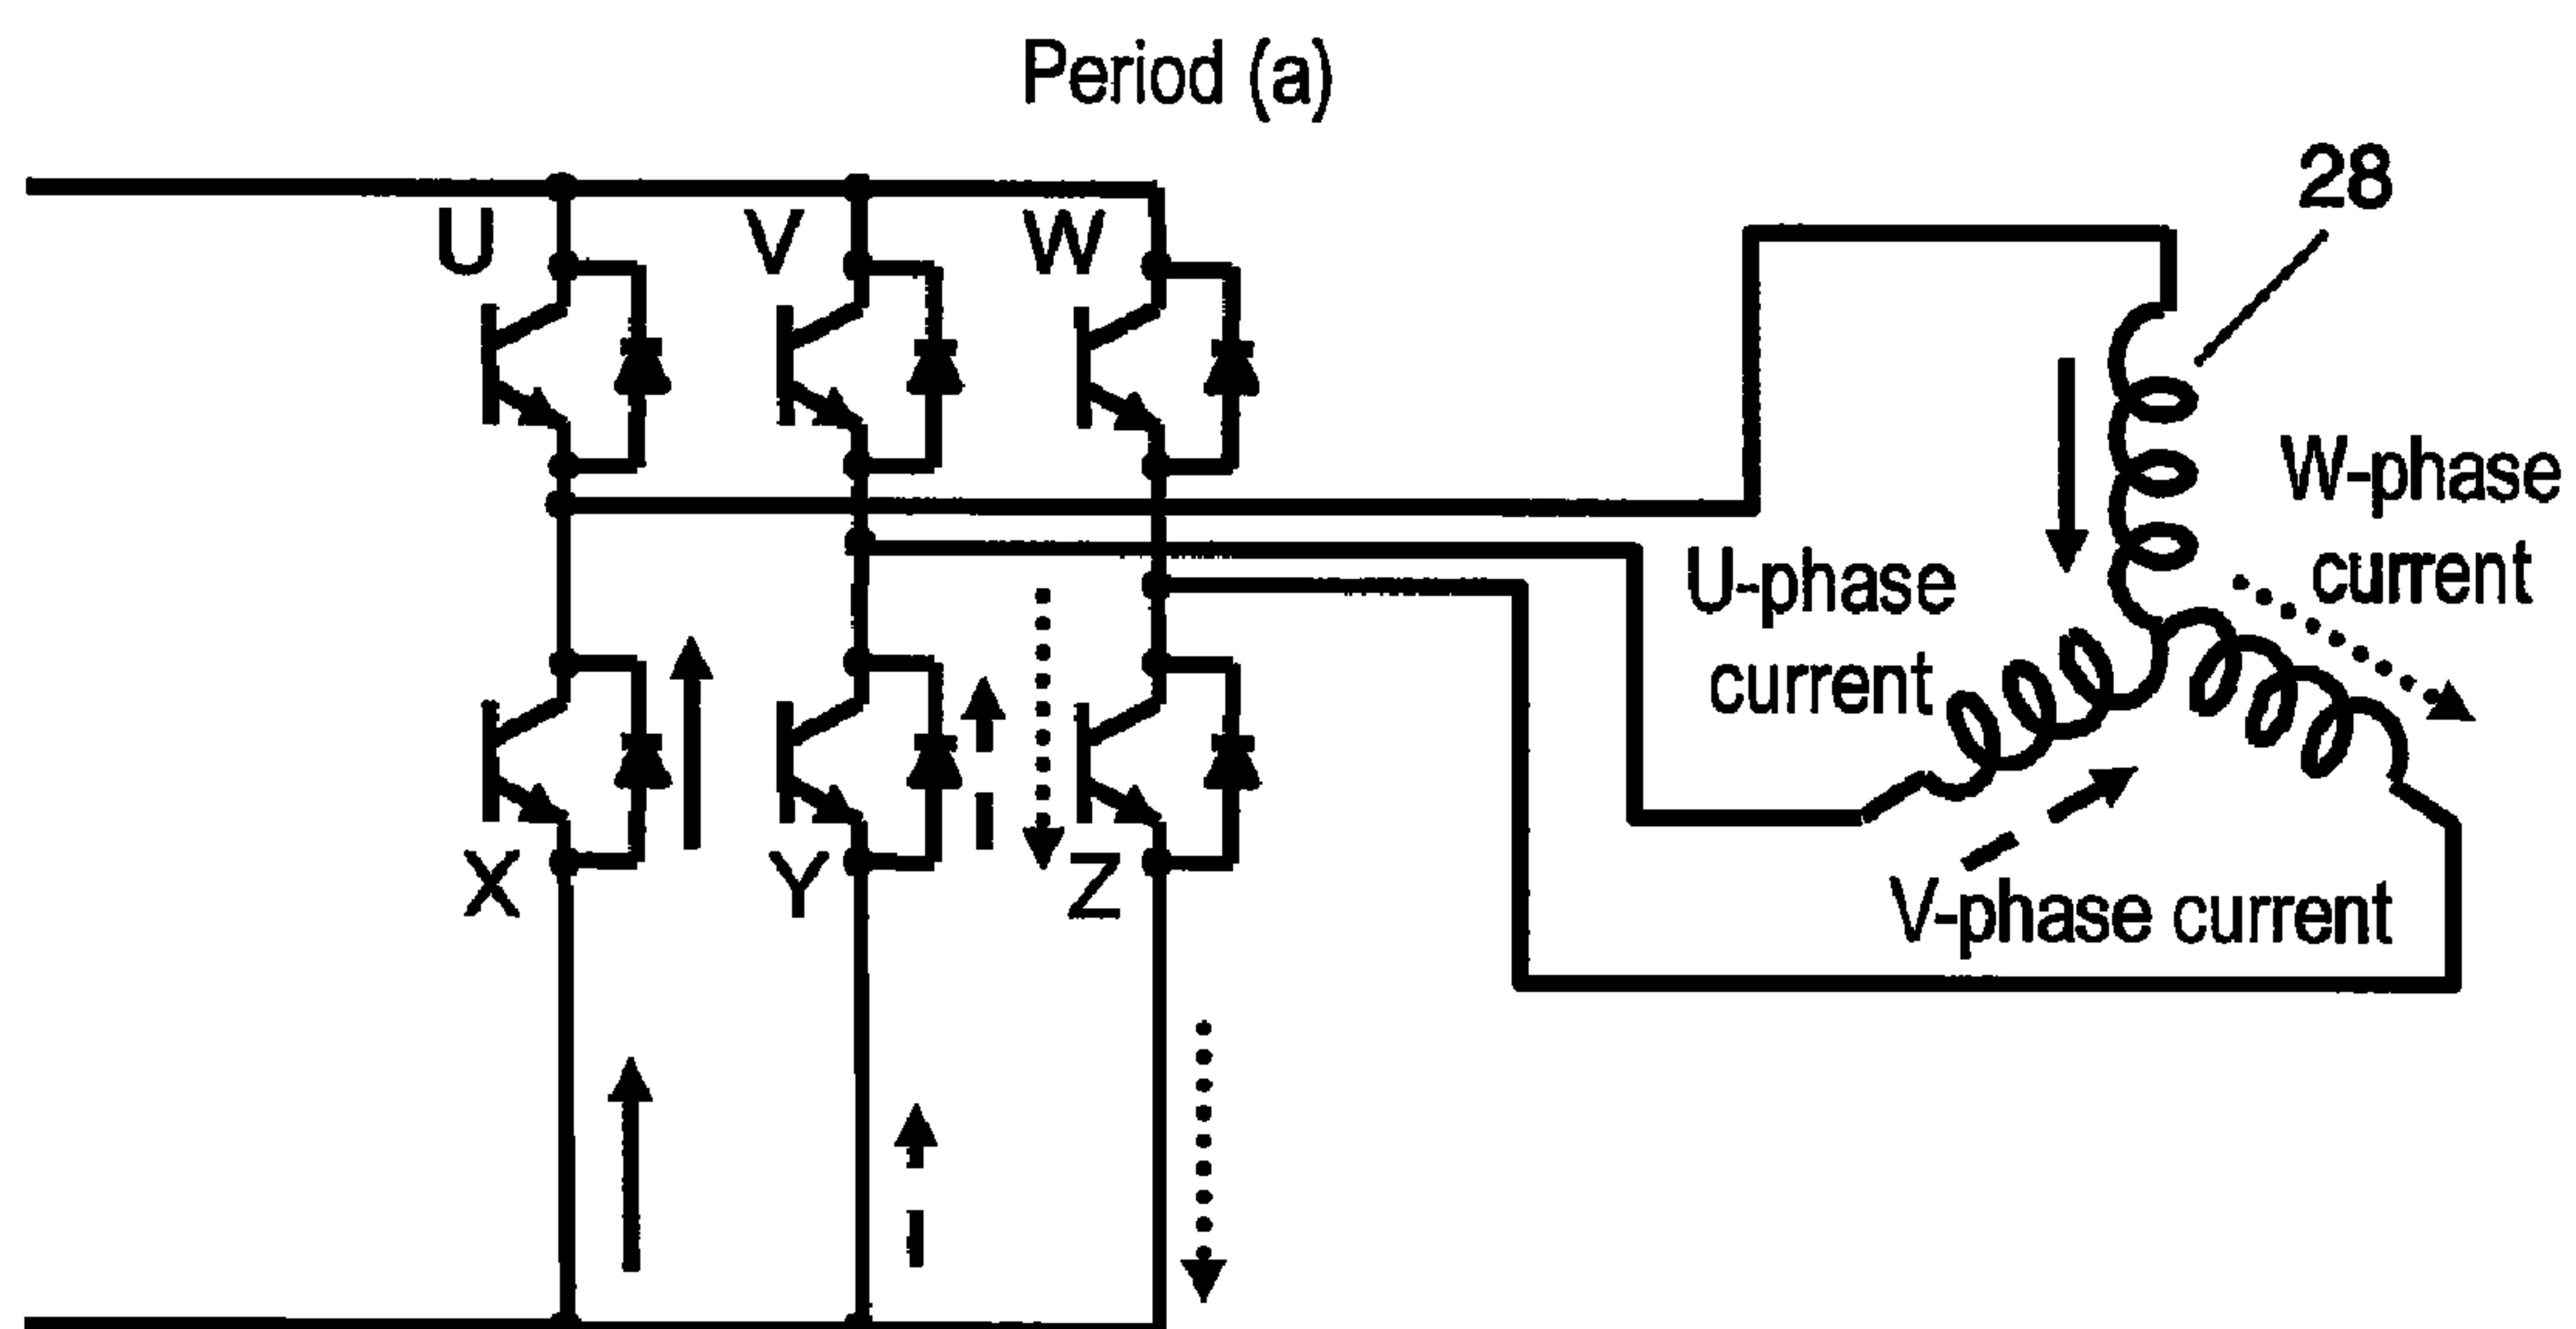 Period (a)
28
U
V
W
W-phase
current
U-phase
current
X
Y
Z
V-phase current